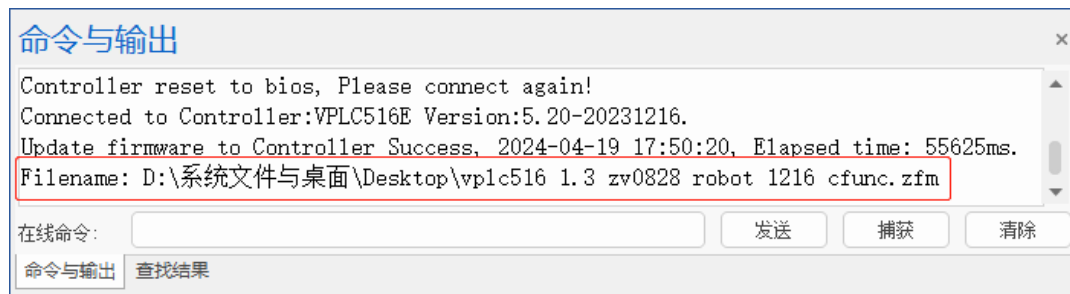 命令与输出
Controller reset to bios, Please connect again!
Connected to Controller:VPLC516E Version:5.20-20231216.
Update firmware to Controller Success, 2024-04-19 17:50:20, Elapsed time: 55625ms.
Filename: D:\系统文件与桌面\Desktop\vplc516 1.3 zv0828 robot 1216 cfunc.zfm
在线命令: 发送 捕获 清除
命令与输出 查找结果